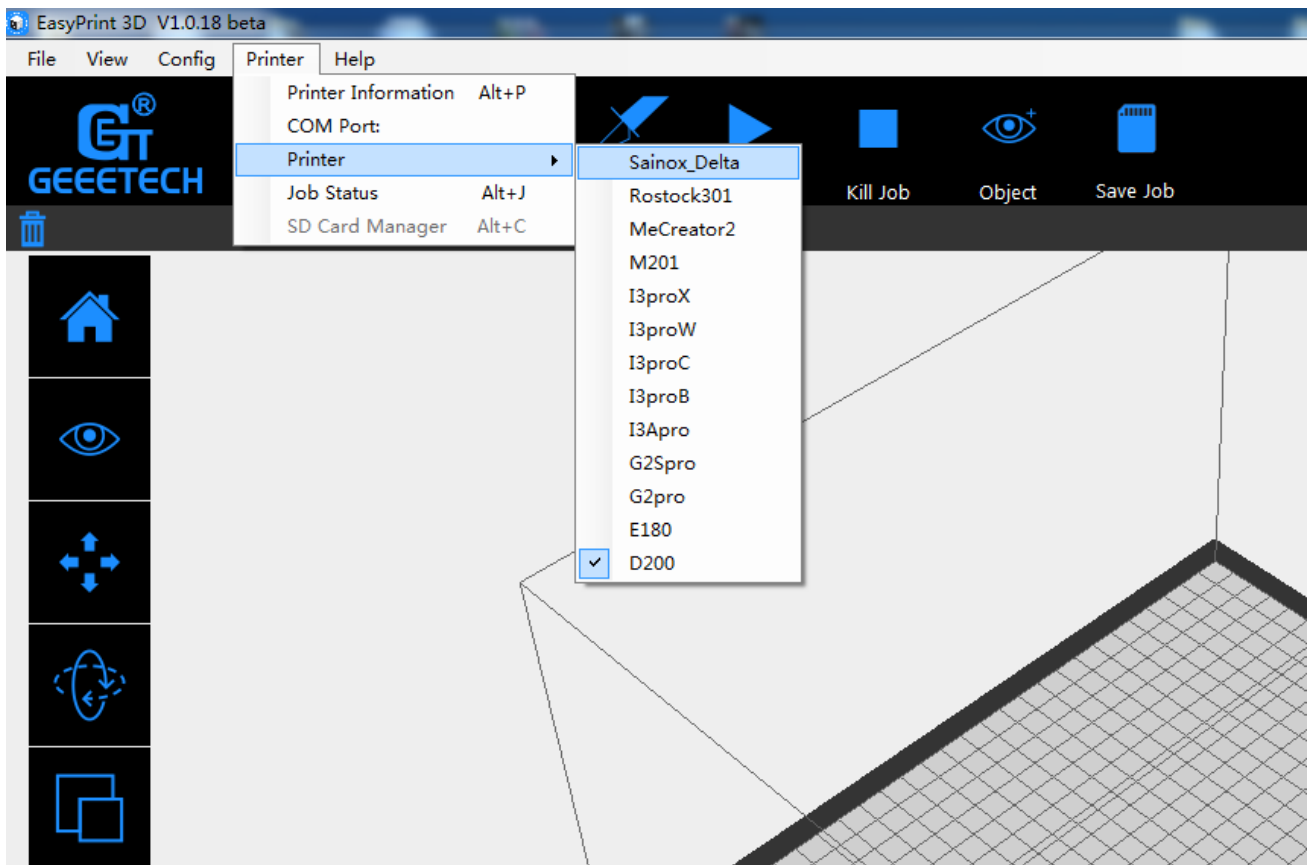 EasyPrint 3D V1.0.18 beta
File View Config Printer Help
GEEETECH
Printer Information Alt+P
COM Port:
Printer
Job Status Alt+J
SD Card Manager Alt+C
Sainox_Delta
Rostock301
MeCreator2
M201
I3proX
I3proW
I3proC
I3proB
I3Apro
G2Spro
G2pro
E180
D200
Kill Job Object Save Job